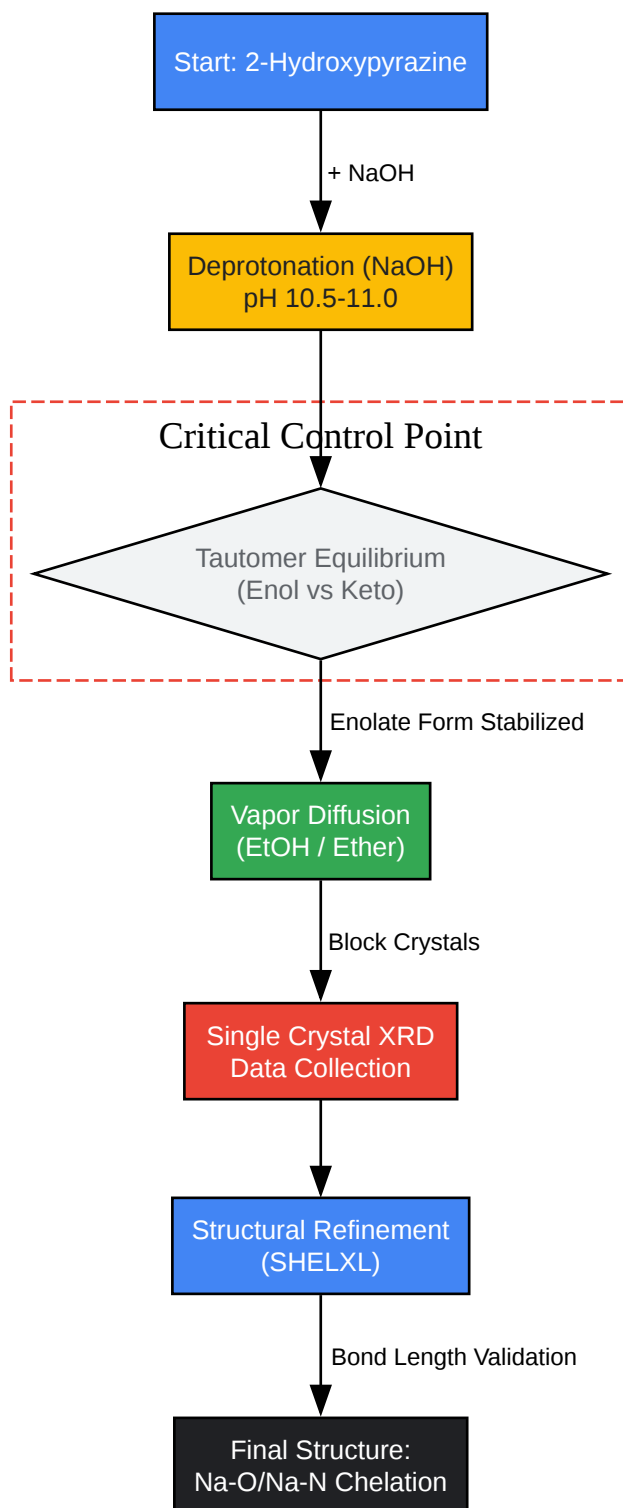 Start: 2-Hydroxypyrazine
+ NaOH
Deprotonation (NaOH)
pH 10.5-11.0
Critical Control Point
Tautomer Equilibrium
(Enol vs Keto)
Enolate Form Stabilized
Vapor Diffusion
(EtOH / Ether)
Block Crystals
Single Crystal XRD
Data Collection
Structural Refinement
(SHELXL)
Bond Length Validation
Final Structure:
Na-O/Na-N Chelation